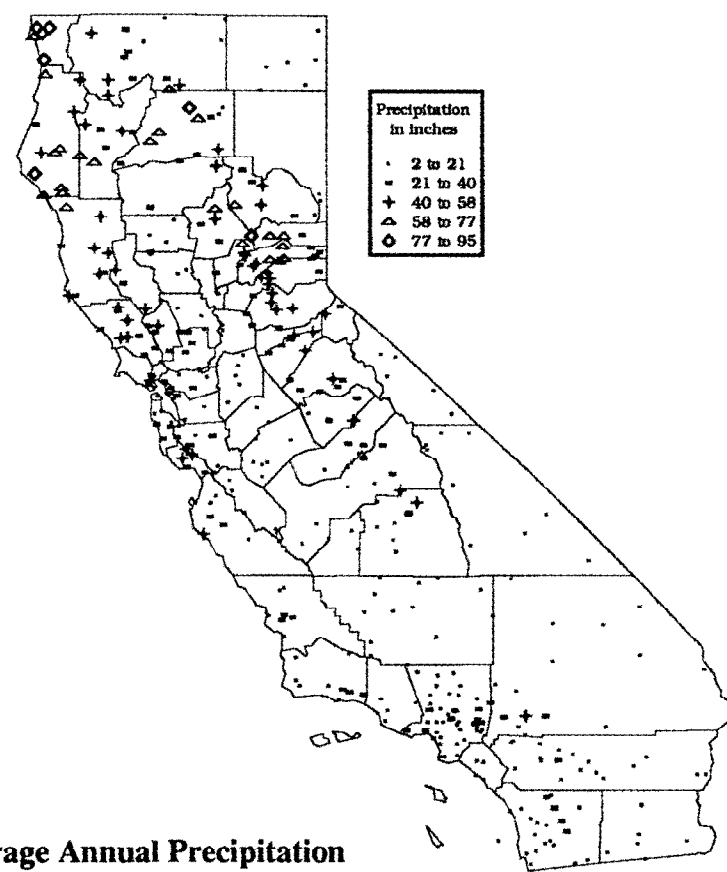 Precipitation
in inches
2 to 21
21 to 40
40 to 58
58 to 77
77 to 95
rage Annual Precipitation